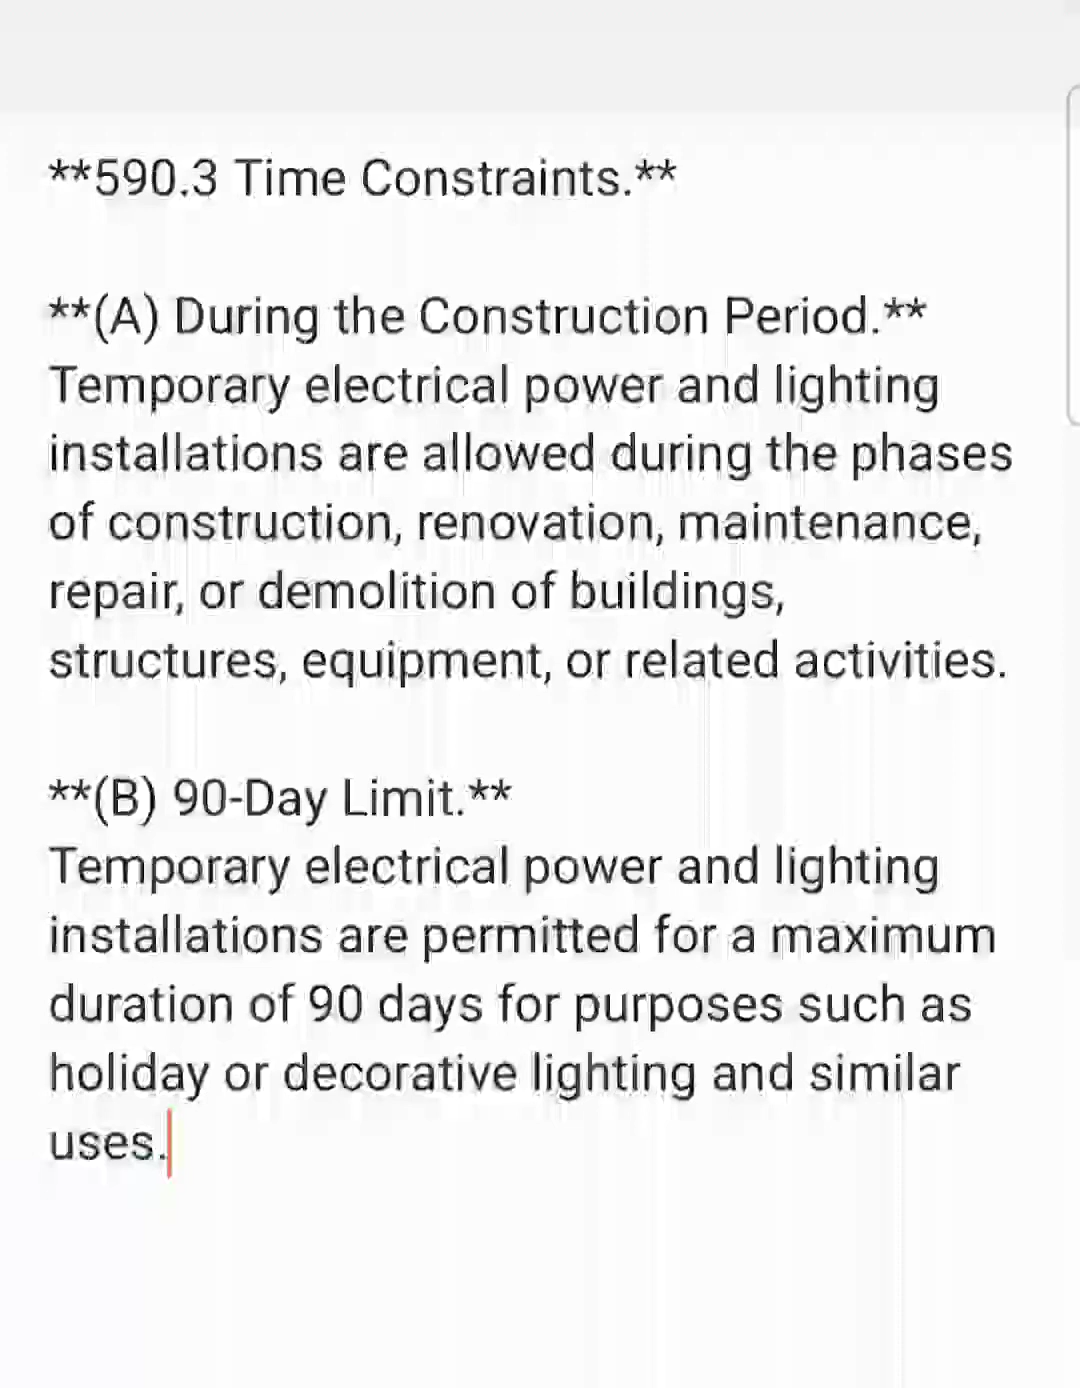 **590.3 Time Constraints.**
**(A) During the Construction Period.**
Temporary electrical power and lighting
installations are allowed during the phases
of construction, renovation, maintenance,
repair, or demolition of buildings,
structures, equipment, or related activities.
**(B) 90-Day Limit.**
Temporary electrical power and lighting
installations are permitted for a maximum
duration of 90 days for purposes such as
holiday or decorative lighting and similar
uses.